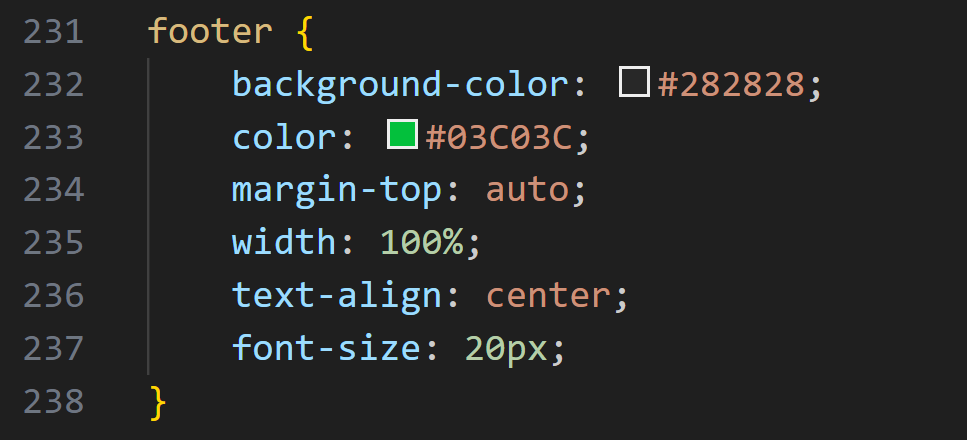 231 footer {
232 background-color: #282828;
233 color: #03C03C;
234 margin-top: auto;
235 width: 100%;
236 text-align: center;
237 font-size: 20px;
238 }